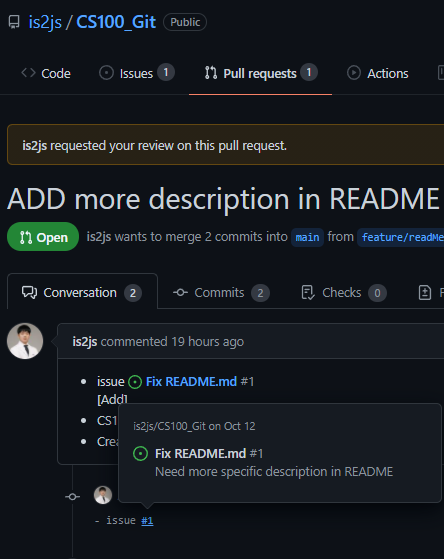 is2js / CS100_Git Public
Code Issues 1 Pull requests 1 Actions
is2js requested your review on this pull request.
ADD more description in README
Open is2js wants to merge 2 commits into main from feature/readMe
Conversation 2 Commits 2 Checks 0
is2js commented 19 hours ago
issue Fix README.md #1
[Add]
CS1
Crea
is2js/CS100_Git on Oct 12
Fix README.md #1
Need more specific description in README
- issue #1